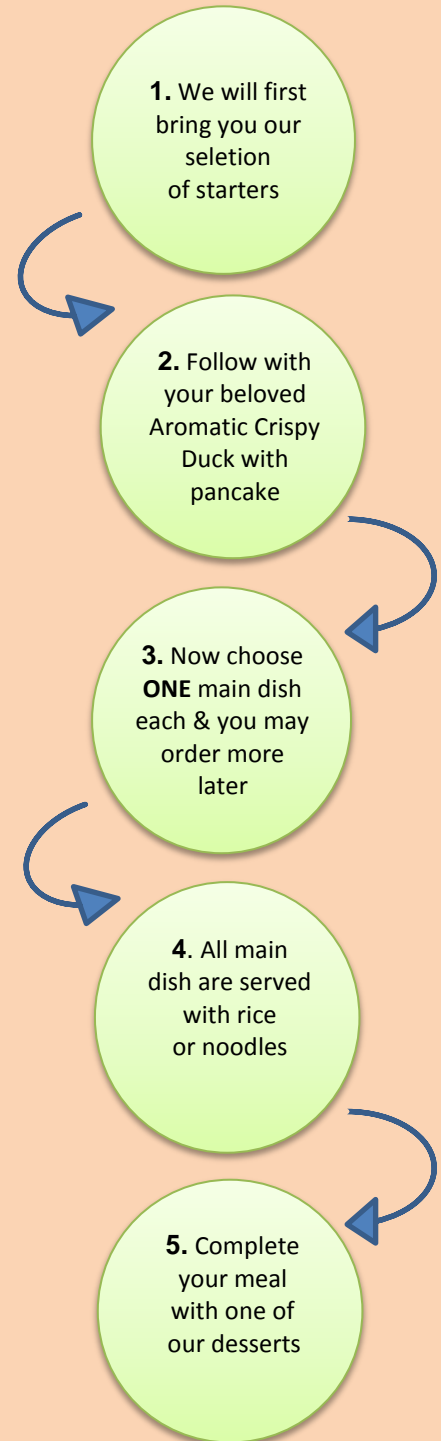 1. We will first
bring you our
seletion
of starters
2. Follow with
your beloved
Aromatic Crispy
Duck with
pancake
3. Now choose
ONE main dish
each & you may
order more
later
4. All main
dish are served
with rice
or noodles
5. Complete
your meal
with one of
our desserts